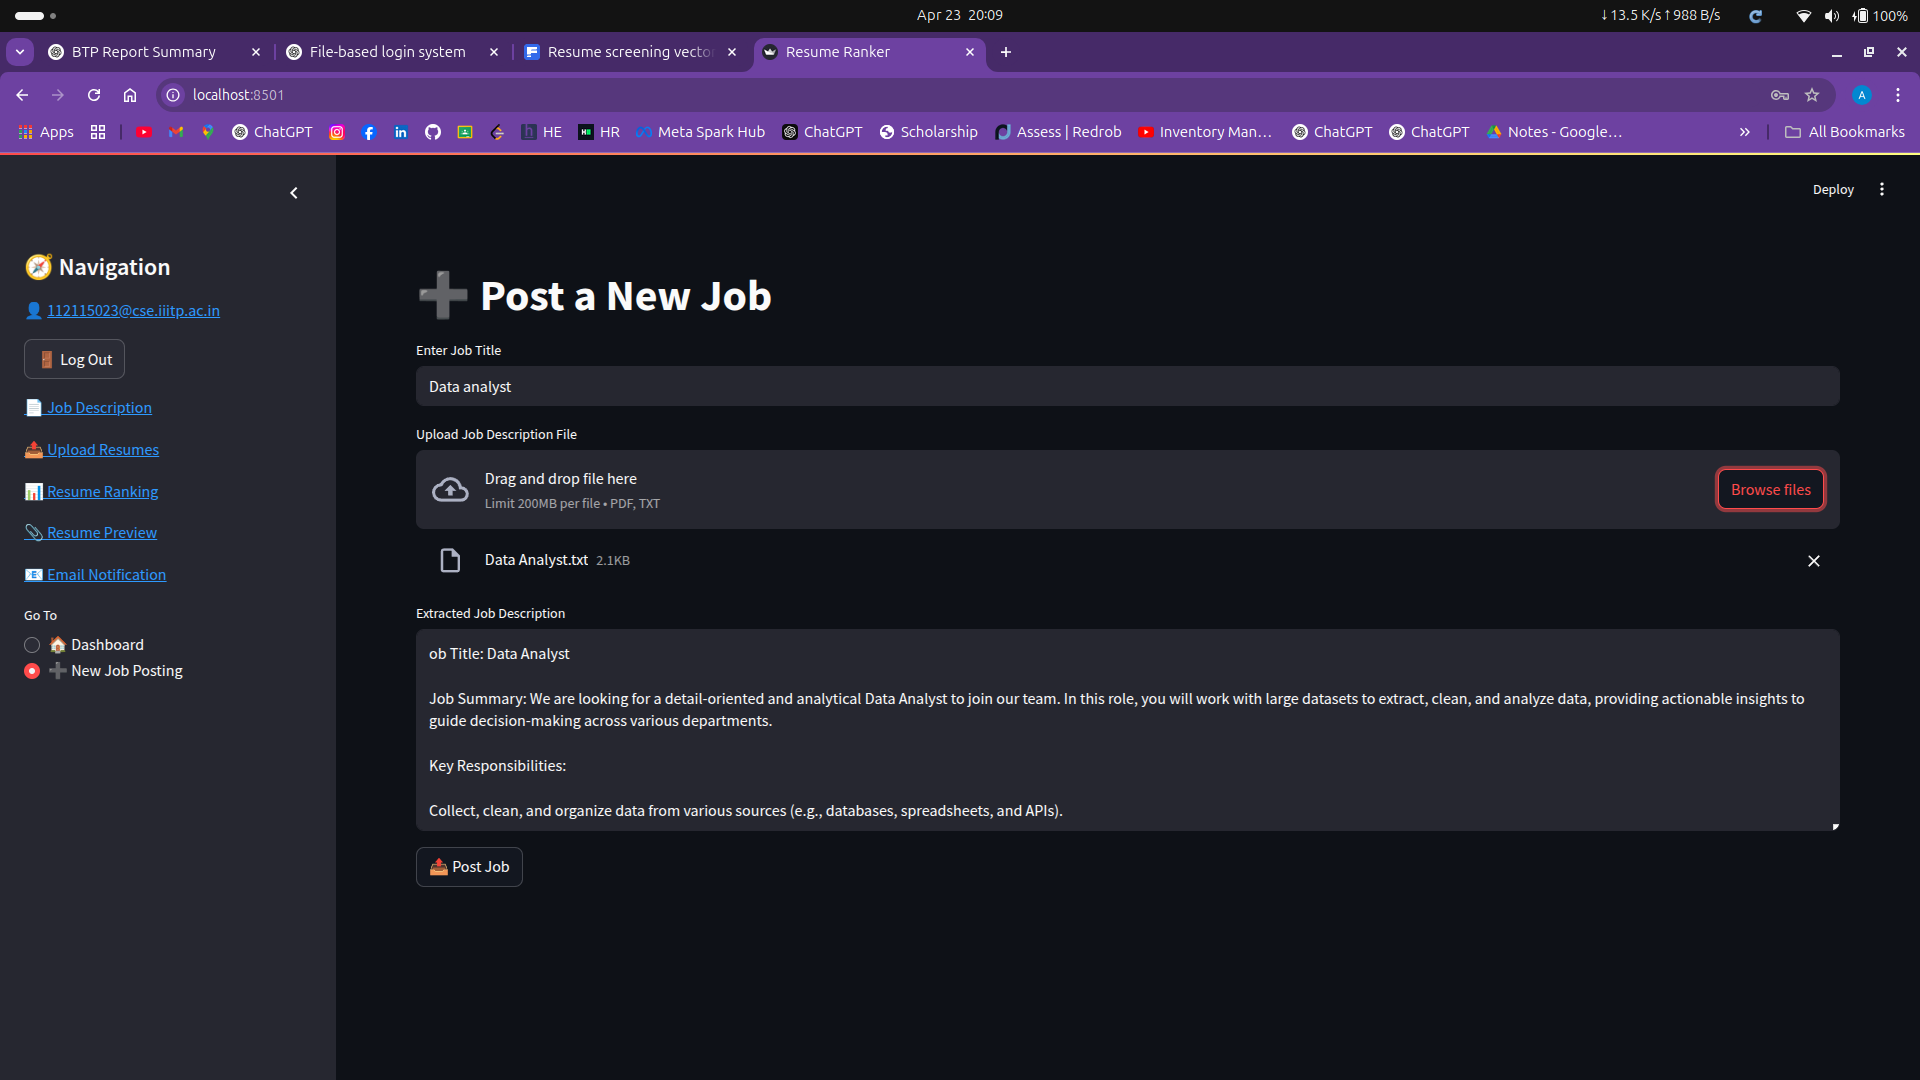 Apr 23 20:09
↓13.5 K/s↑988 B/s
100%
BTP Report Summary
File-based login system
Resume screening vector
Resume Ranker
localhost:8501
A
Apps
ChatGPT
HE
HR
Meta Spark Hub
ChatGPT
Scholarship
Assess | Redrob
Inventory Man...
ChatGPT
ChatGPT
Notes - Google...
All Bookmarks
Deploy
Navigation
112115023@cse.iiitp.ac.in
Log Out
Job Description
Upload Resumes
Resume Ranking
Resume Preview
Email Notification
Go To
Dashboard
New Job Posting
Post a New Job
Enter Job Title
Data analyst
Upload Job Description File
Drag and drop file here
Limit 200MB per file • PDF, TXT
Browse files
Data Analyst.txt 2.1KB
Extracted Job Description
ob Title: Data Analyst
Job Summary: We are looking for a detail-oriented and analytical Data Analyst to join our team. In this role, you will work with large datasets to extract, clean, and analyze data, providing actionable insights to
guide decision-making across various departments.
Key Responsibilities:
Collect, clean, and organize data from various sources (e.g., databases, spreadsheets, and APIs).
Post Job